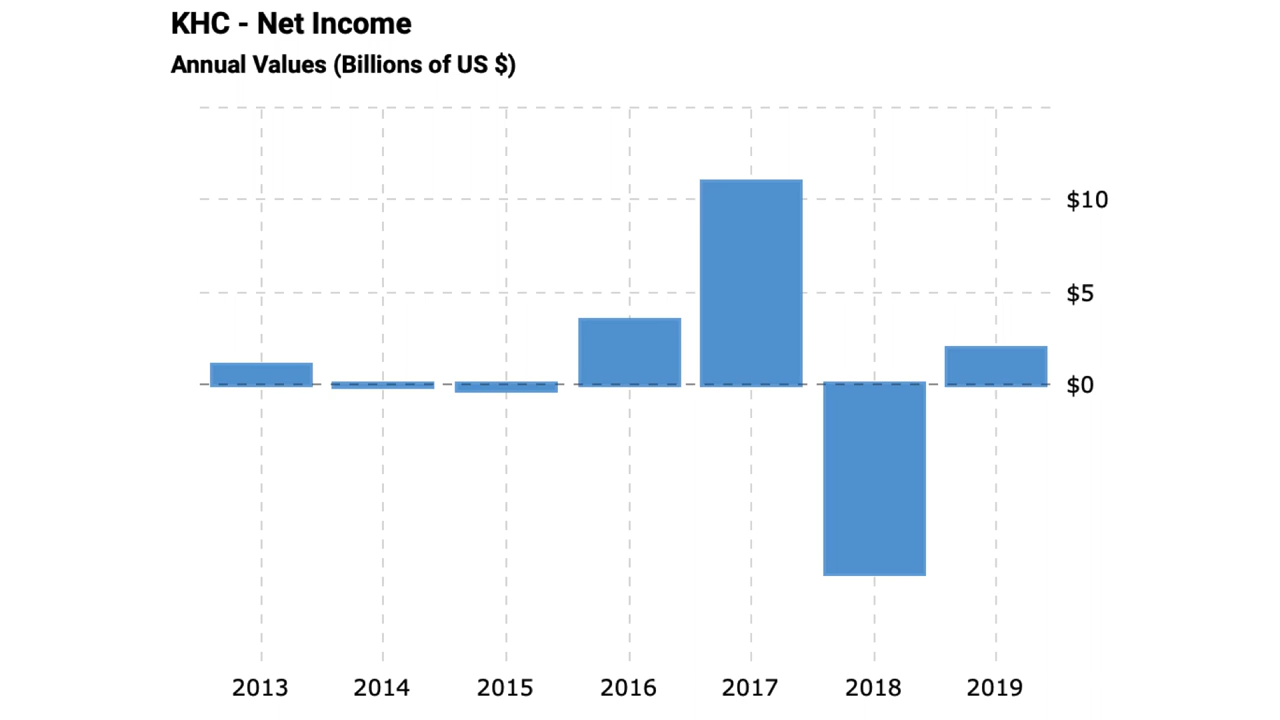 KHC - Net Income
Annual Values (Billions of US $)
$10
$5
$0
2013 2014 2015 2016 2017 2018 2019